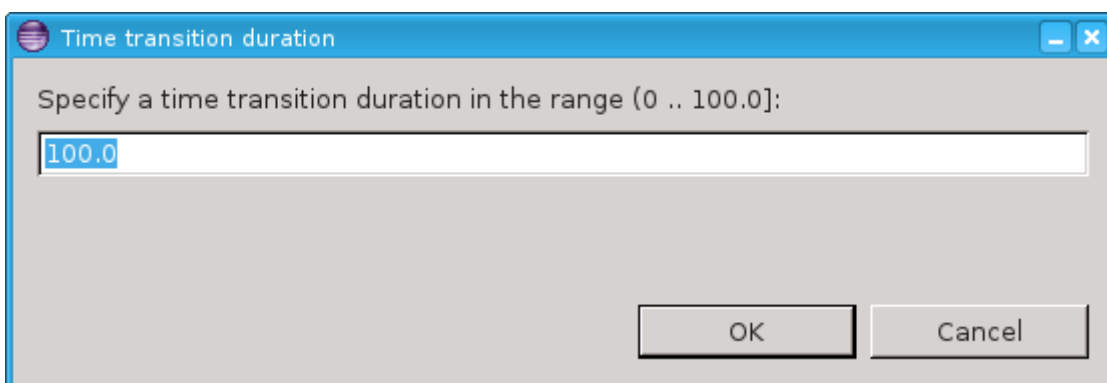 Time transition duration
Specify a time transition duration in the range (0 .. 100.0]:
100.0
OK
Cancel